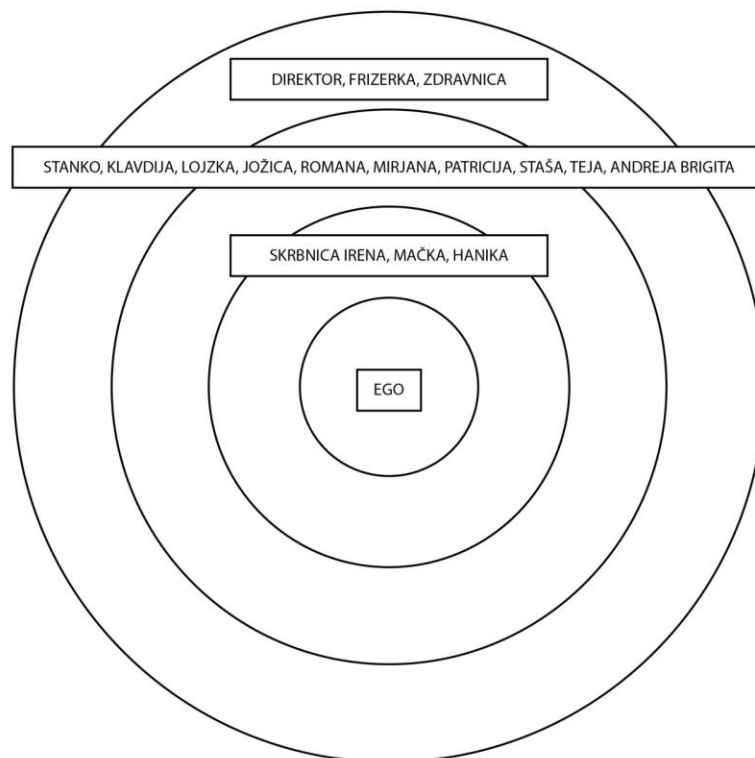 DIREKTOR, FRIZERKA, ZDRAVNICA
STANKO, KLAVDIJA, LOJZKA, JOŽICA, ROMANA, MIRJANA, PATRICIJA, STAŠA, TEJA, ANDREJA BRIGITA
SKRBNICA IRENA, MAČKA, HANIKA
EGO